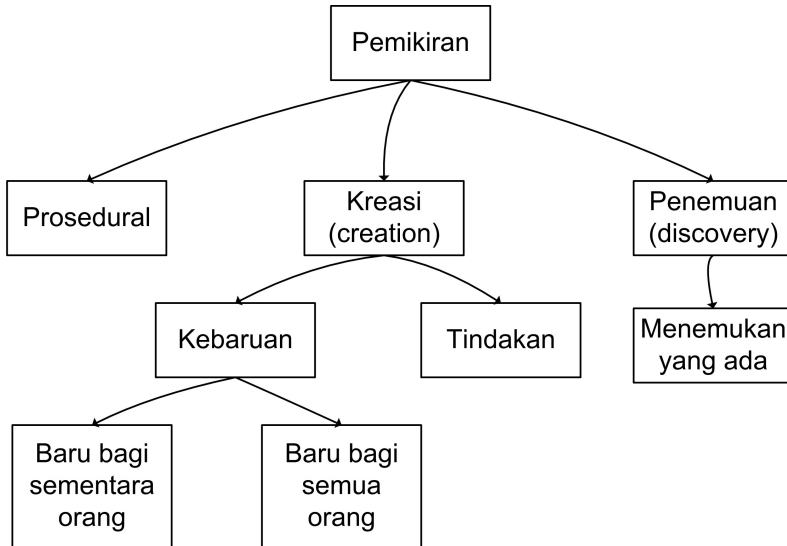 Pemikiran
Prosedural
Kreasi
(creation)
Penemuan
(discovery)
Kebaruan
Tindakan
Menemukan
yang ada
Baru bagi
sementara
orang
Baru bagi
semua
orang